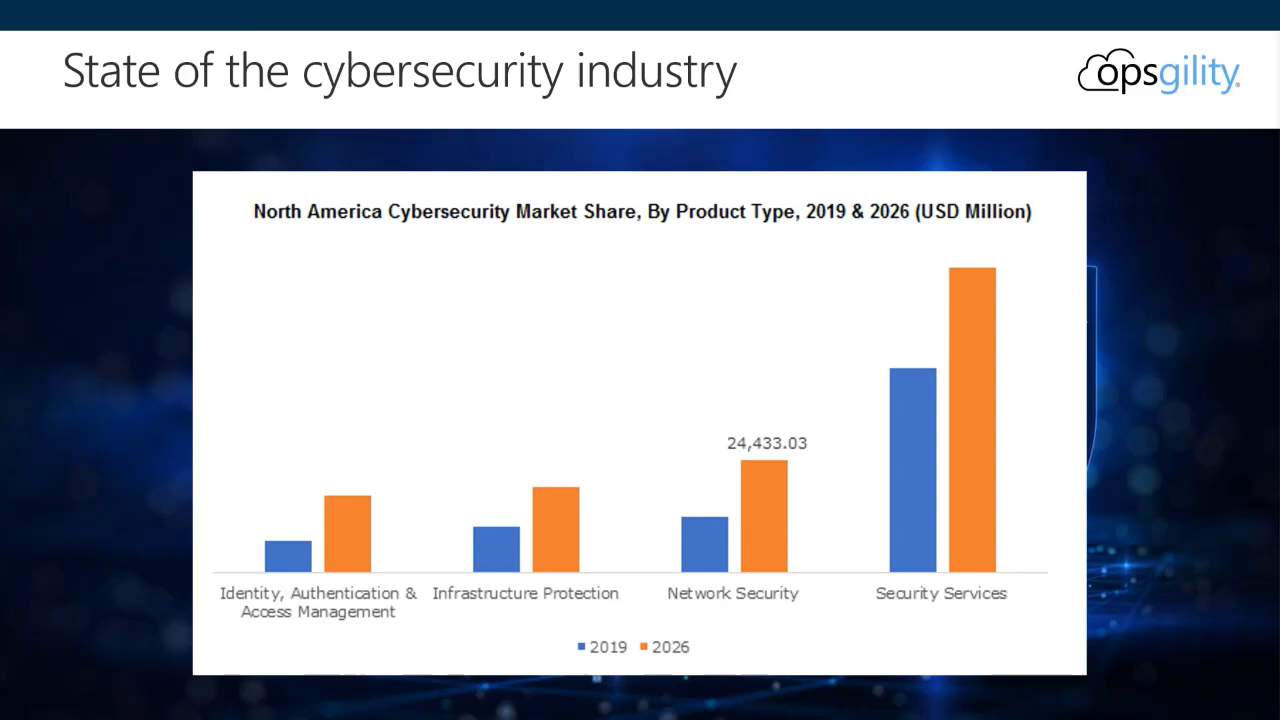 State of the cybersecurity industry
opsgility®
North America Cybersecurity Market Share, By Product Type, 2019 & 2026 (USD Million)
24,433.03
Identity, Authentication &
Access Management
Infrastructure Protection
Network Security
Security Services
2019
2026